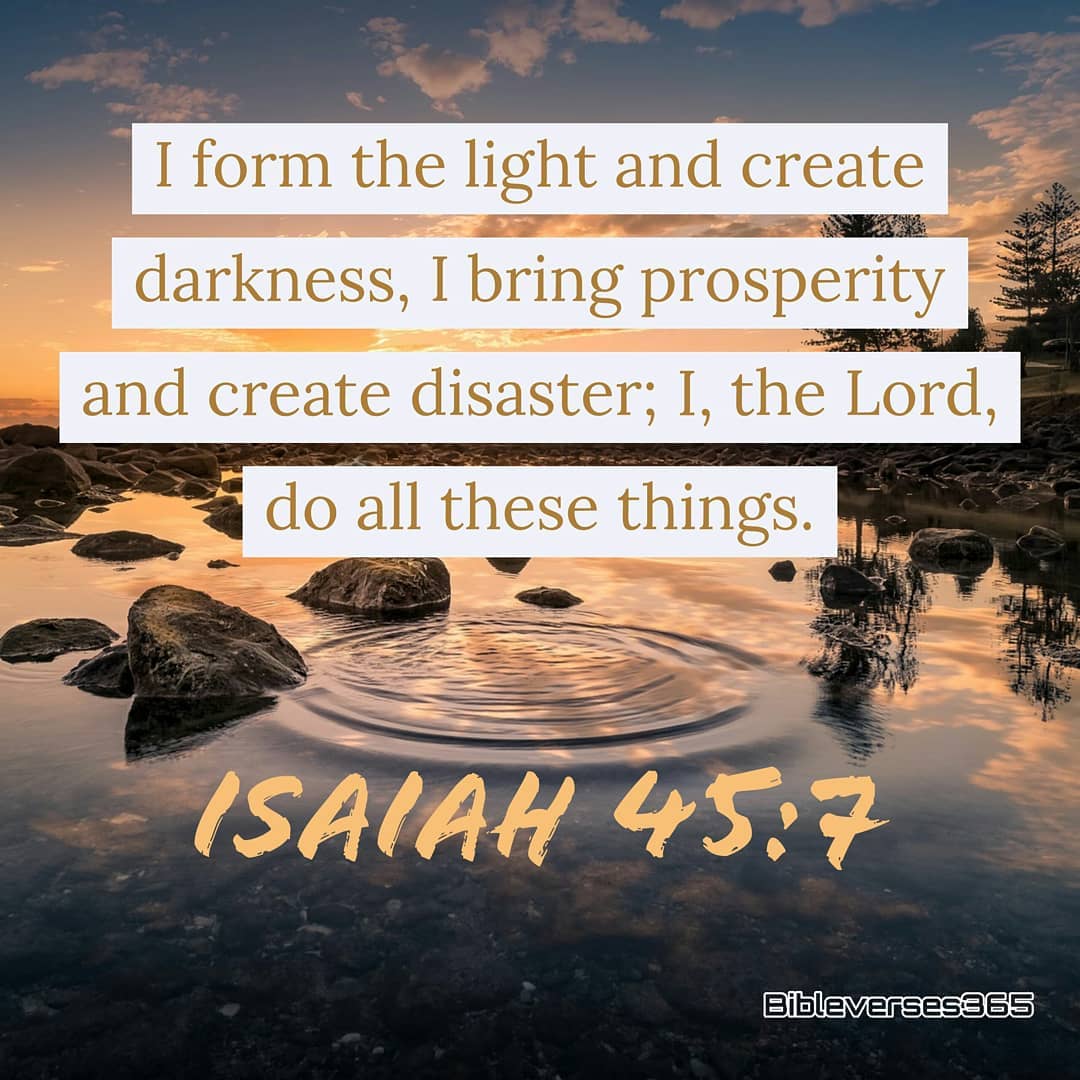 I form the light and create
darkness, I bring prosperity
and create disaster; I, the Lord,
do all these things.
ISAIAH 45:7
Bibleverses365